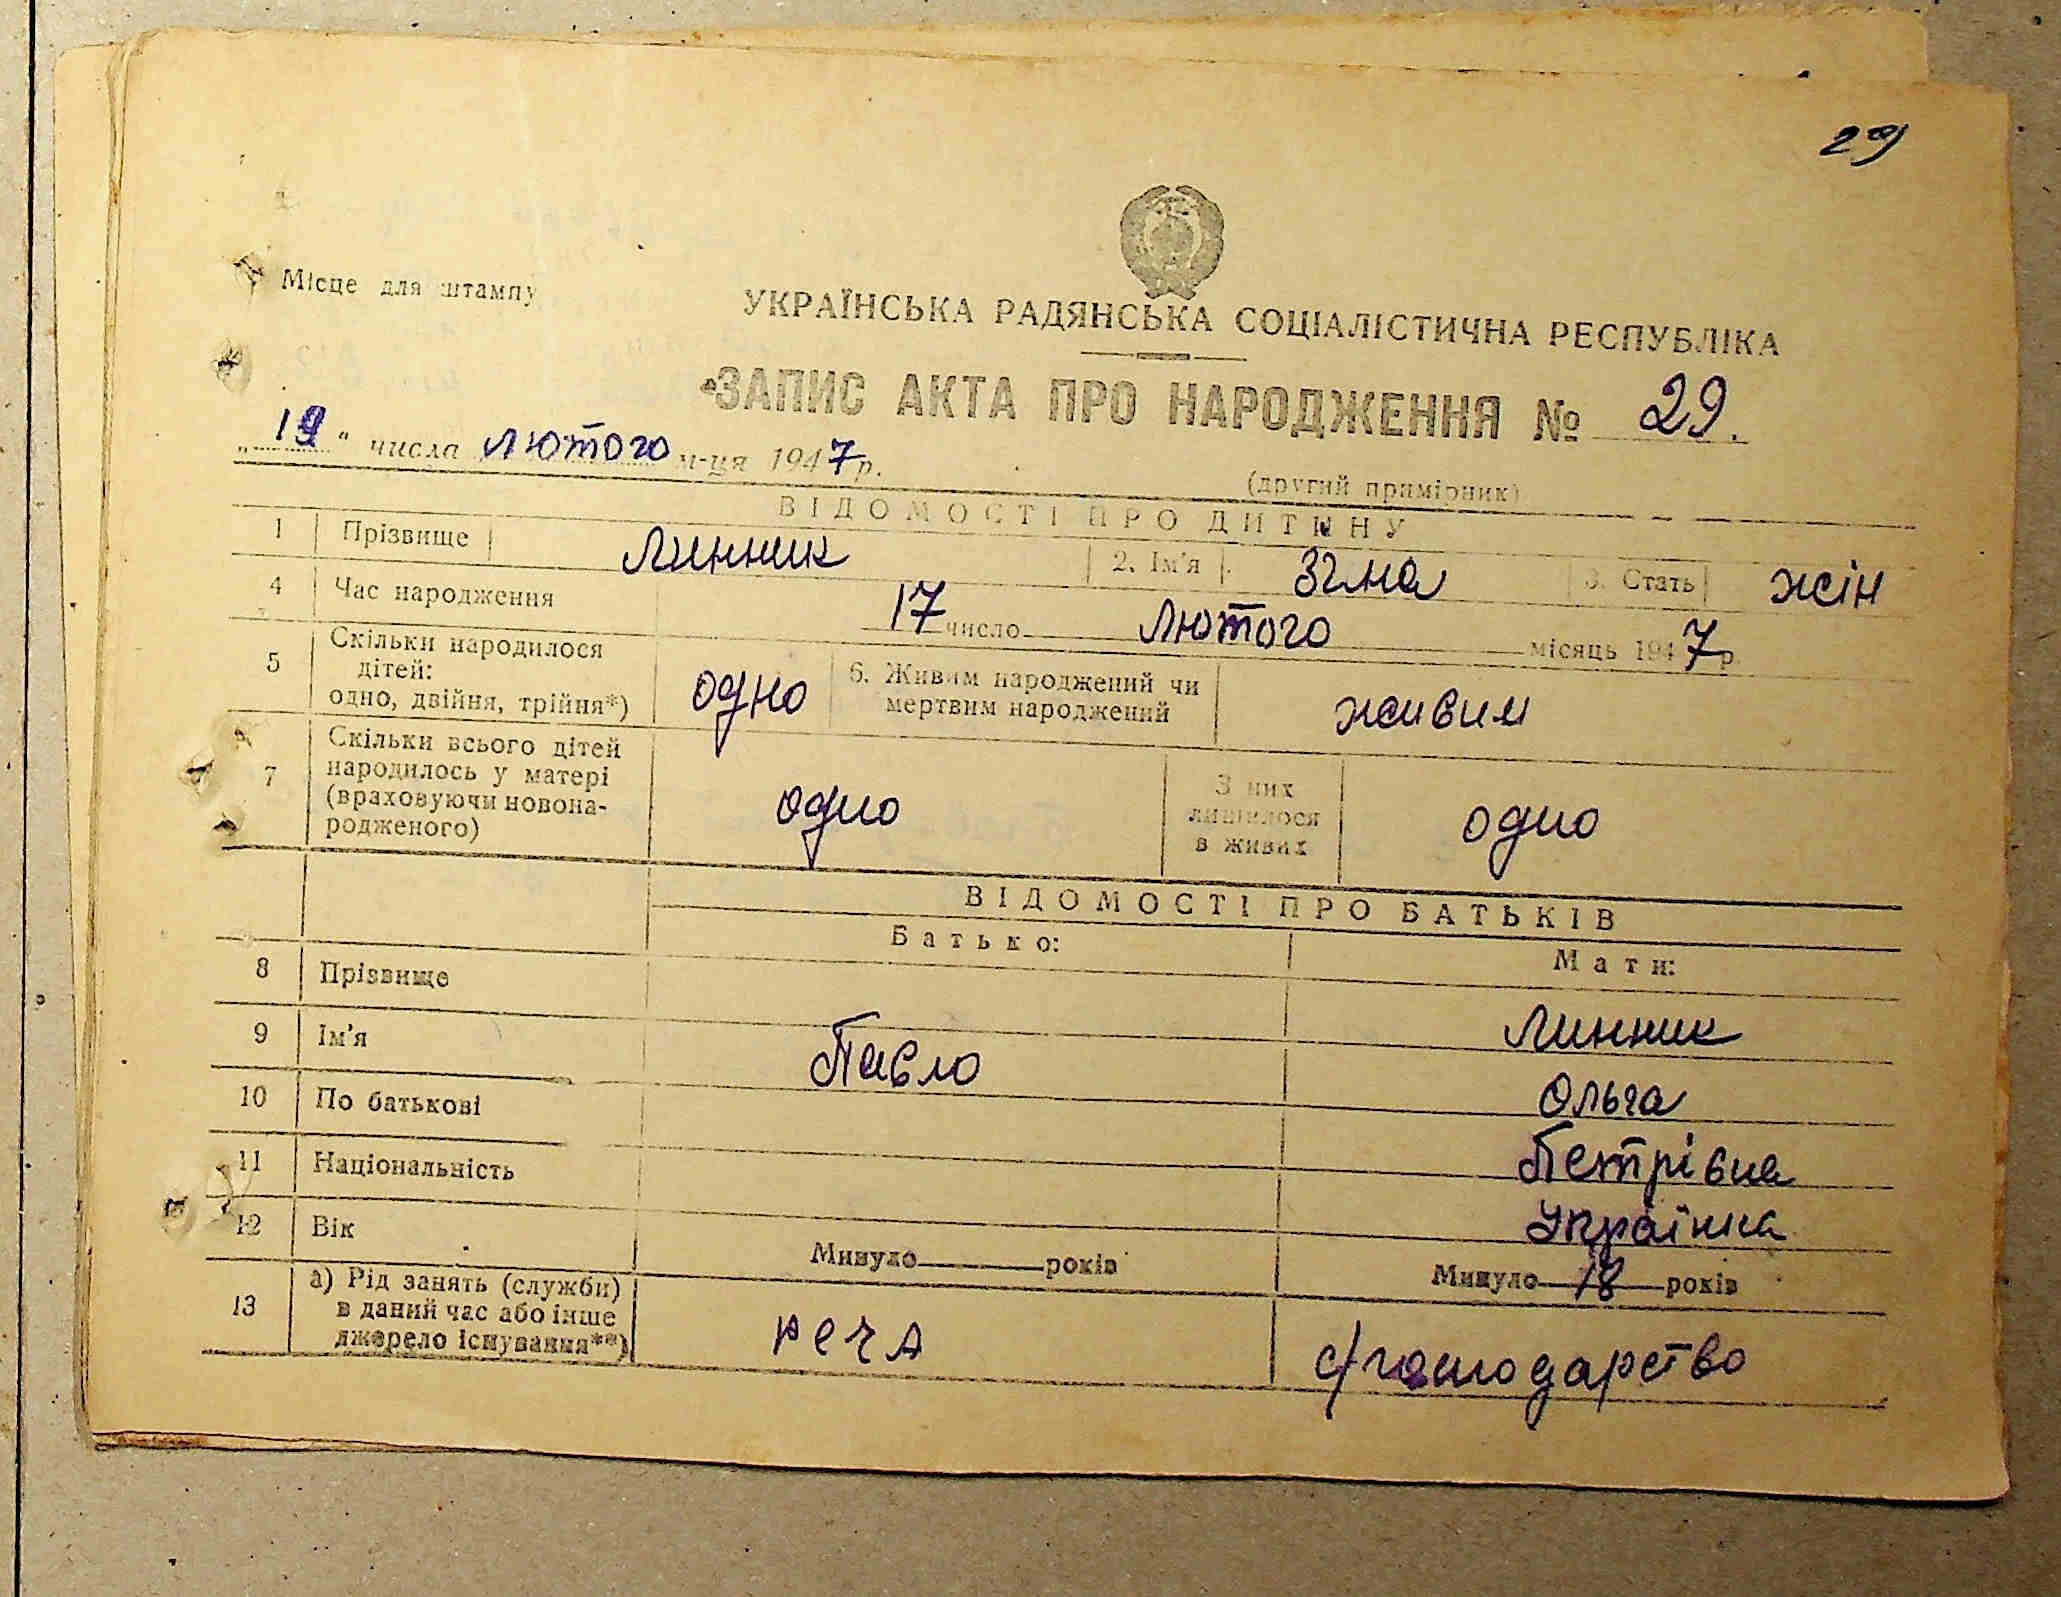 29
Місце для штампу
УКРАЇНСЬКА РАДЯНСЬКА СОЦІАЛІСТИЧНА РЕСПУБЛІКА
ЗАПИС АКТА ПРО НАРОДЖЕННЯ № 29.
„19" числа лютого м-ця 1947 р.
(другий примірник)
ВІДОМОСТІ ПРО ДИТИНУ
1 Прізвище Линник 2. Ім'я Зіна 3. Стать жін
4 Час народження 17 число лютого місяць 1947 р.
5 Скільки народилося дітей: одно, двійня, трійня*) одно 6. Живим народжений чи мертвим народжений живим
7 Скільки всього дітей народилось у матері (враховуючи новонародженого) одно З них лишилося в живих одно
ВІДОМОСТІ ПРО БАТЬКІВ
Батько: Мати:
8 Прізвище Линник
9 Ім'я Павло Ольга
10 По батькові Петрівна
11 Національність Українка
12 Вік Минуло років Минуло 18 років
13 а) Рід занять (служби) в даний час або інше джерело існування**) с/господарство